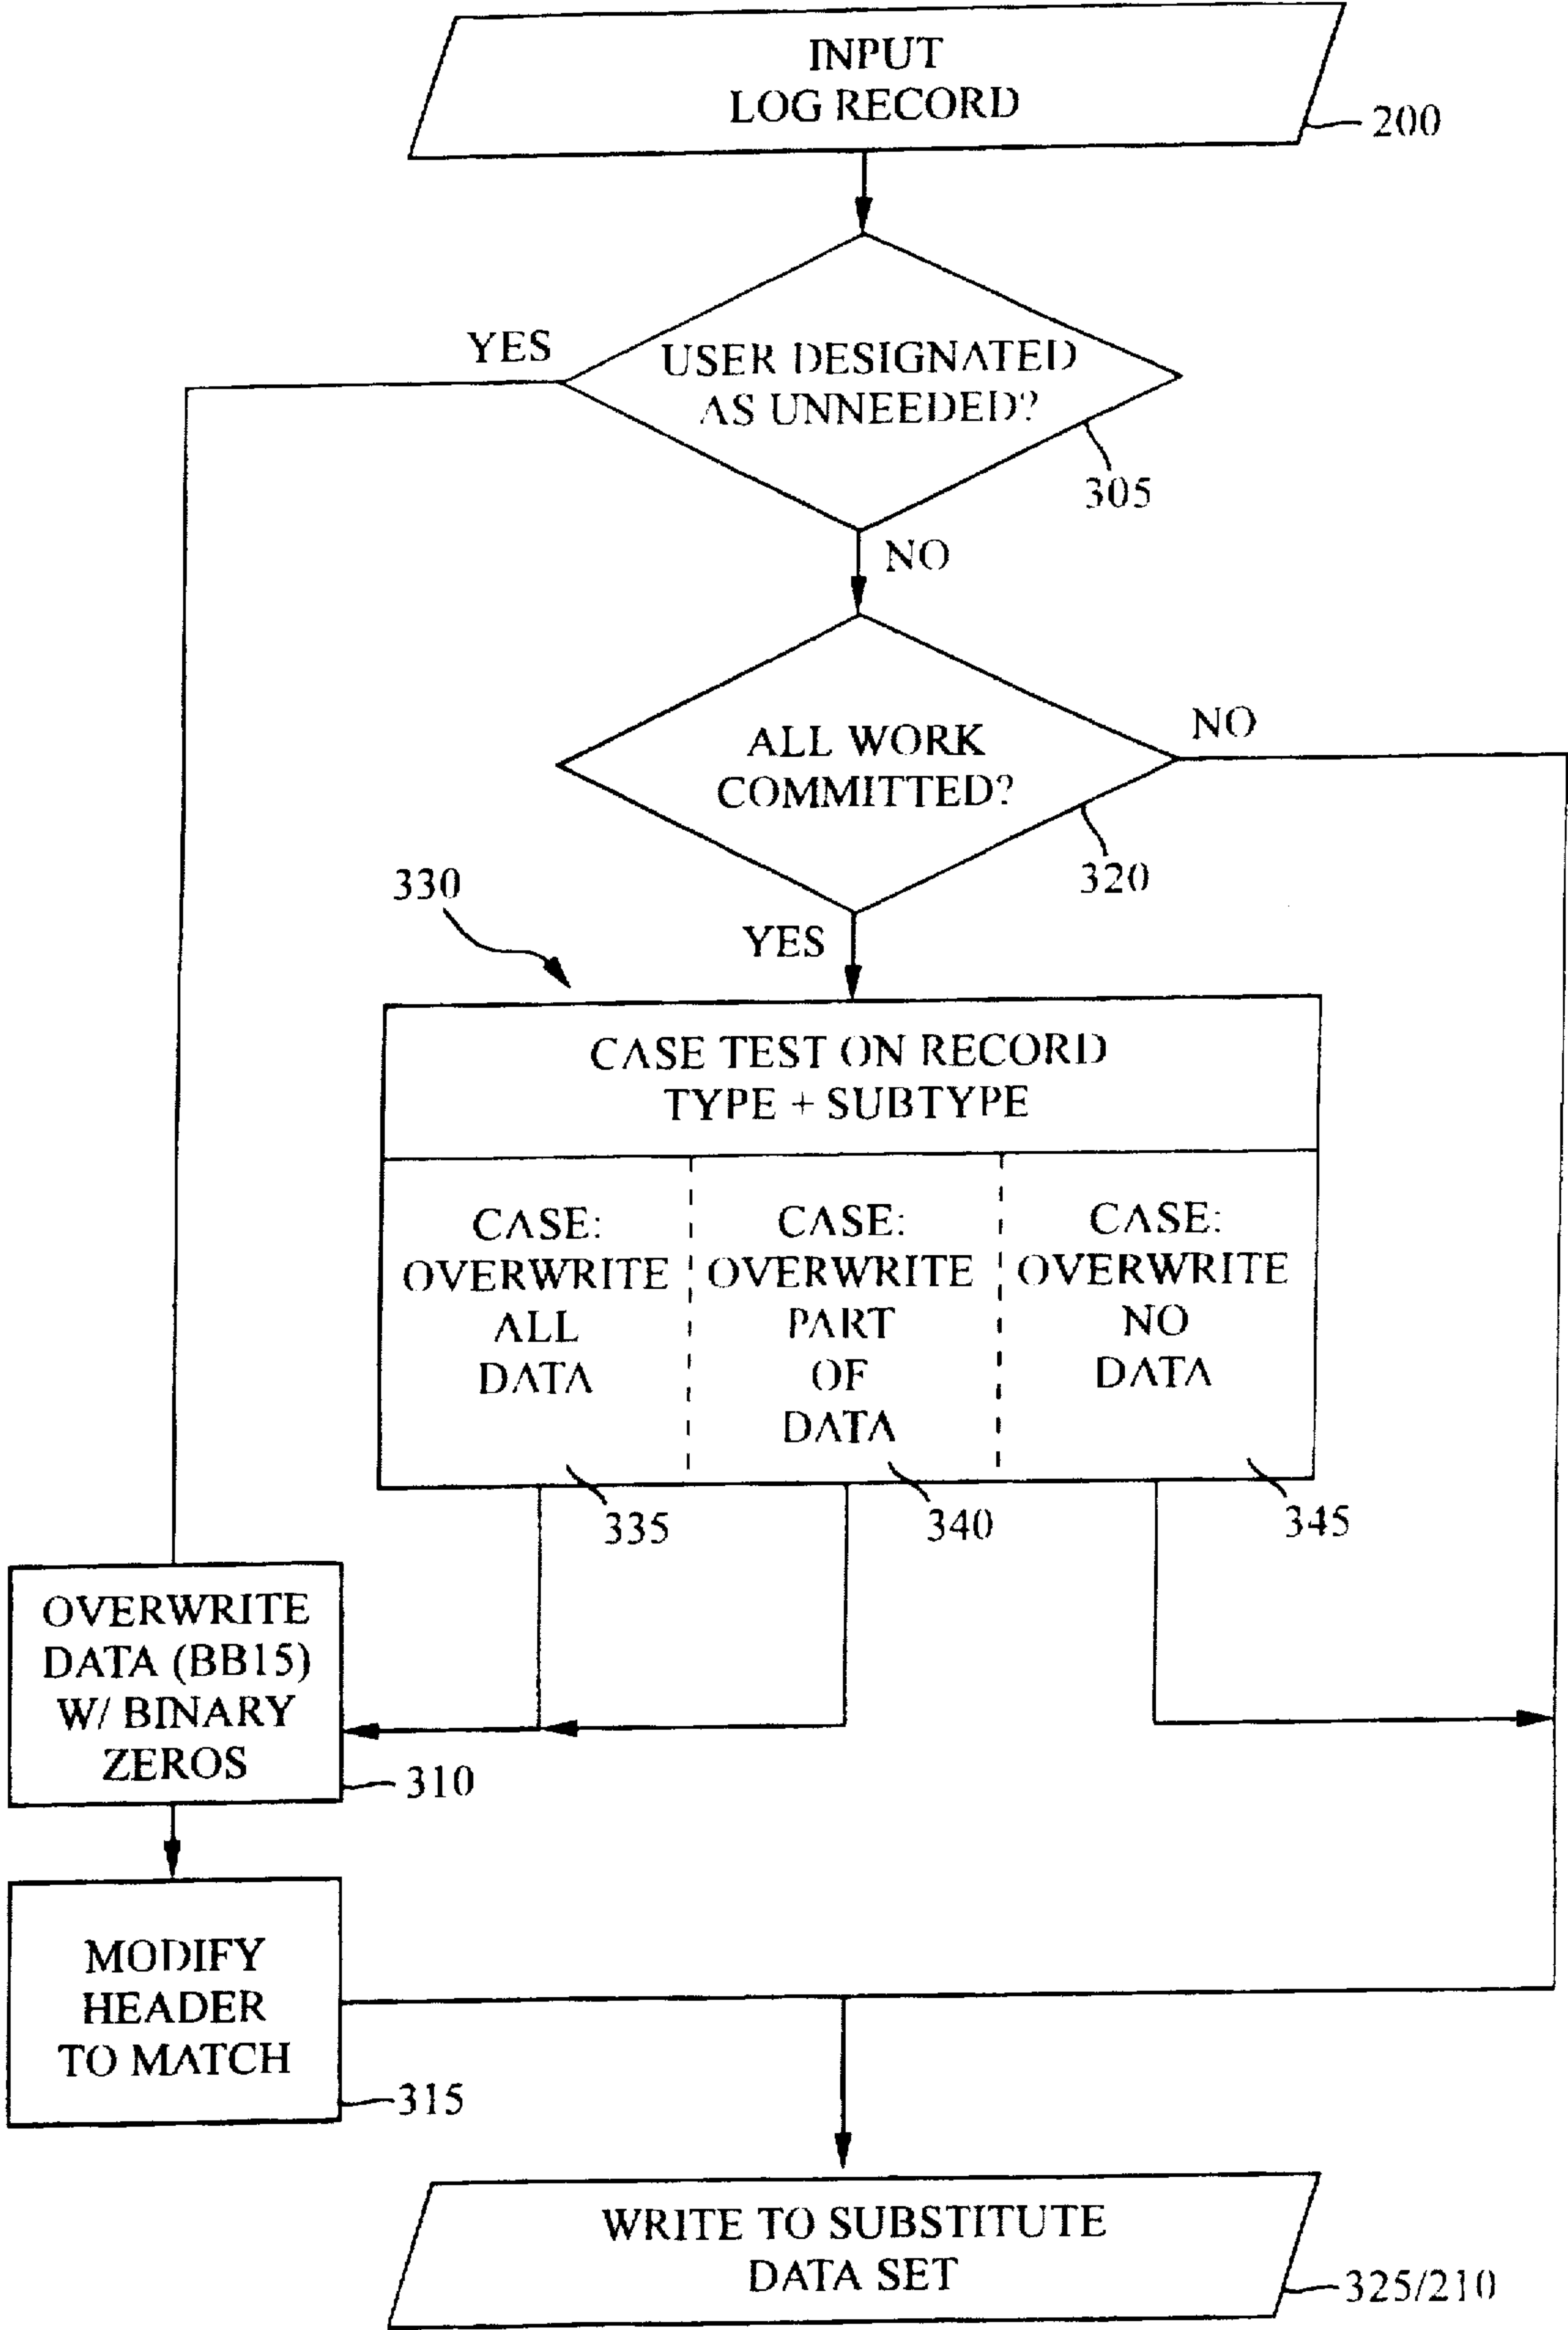 INPUT
LOG RECORD
200
YES
USER DESIGNATED
AS UNNEEDED?
305
NO
ALL WORK
COMMITTED?
NO
320
330
YES
CASE TEST ON RECORD
TYPE + SUBTYPE
CASE:
OVERWRITE
ALL
DATA
CASE:
OVERWRITE
PART
OF
DATA
CASE:
OVERWRITE
NO
DATA
335
340
345
OVERWRITE
DATA (BB15)
W/ BINARY
ZEROS
310
MODIFY
HEADER
TO MATCH
315
WRITE TO SUBSTITUTE
DATA SET
325/210